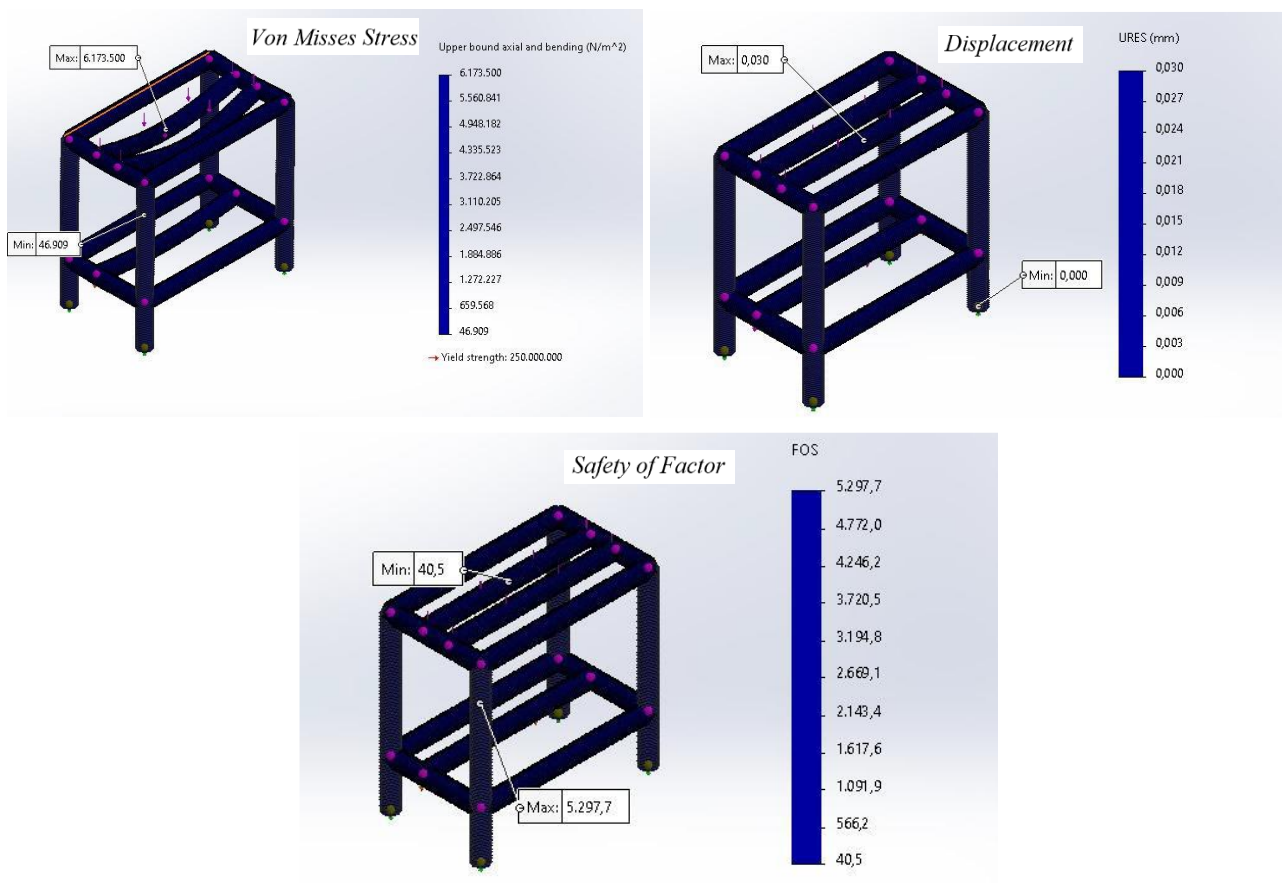 Von Misses Stress
Upper bound axial and bending (N/m^2)
Max: 6.173.500
6.173.500
5.560.841
4.948.182
4.335.523
3.722.864
3.110.205
2.497.546
1.884.886
1.272.227
659.568
46.909
Min: 46.909
Yield strength: 250.000.000
Displacement
URES (mm)
Max: 0,030
0,030
0,027
0,024
0,021
0,018
0,015
0,012
0,009
0,006
0,003
0,000
Min: 0,000
Safety of Factor
FOS
Min: 40,5
5.297,7
4.772,0
4.246,2
3.720,5
3.194,8
2.669,1
2.143,4
1.617,6
1.091,9
566,2
40,5
Max: 5.297,7